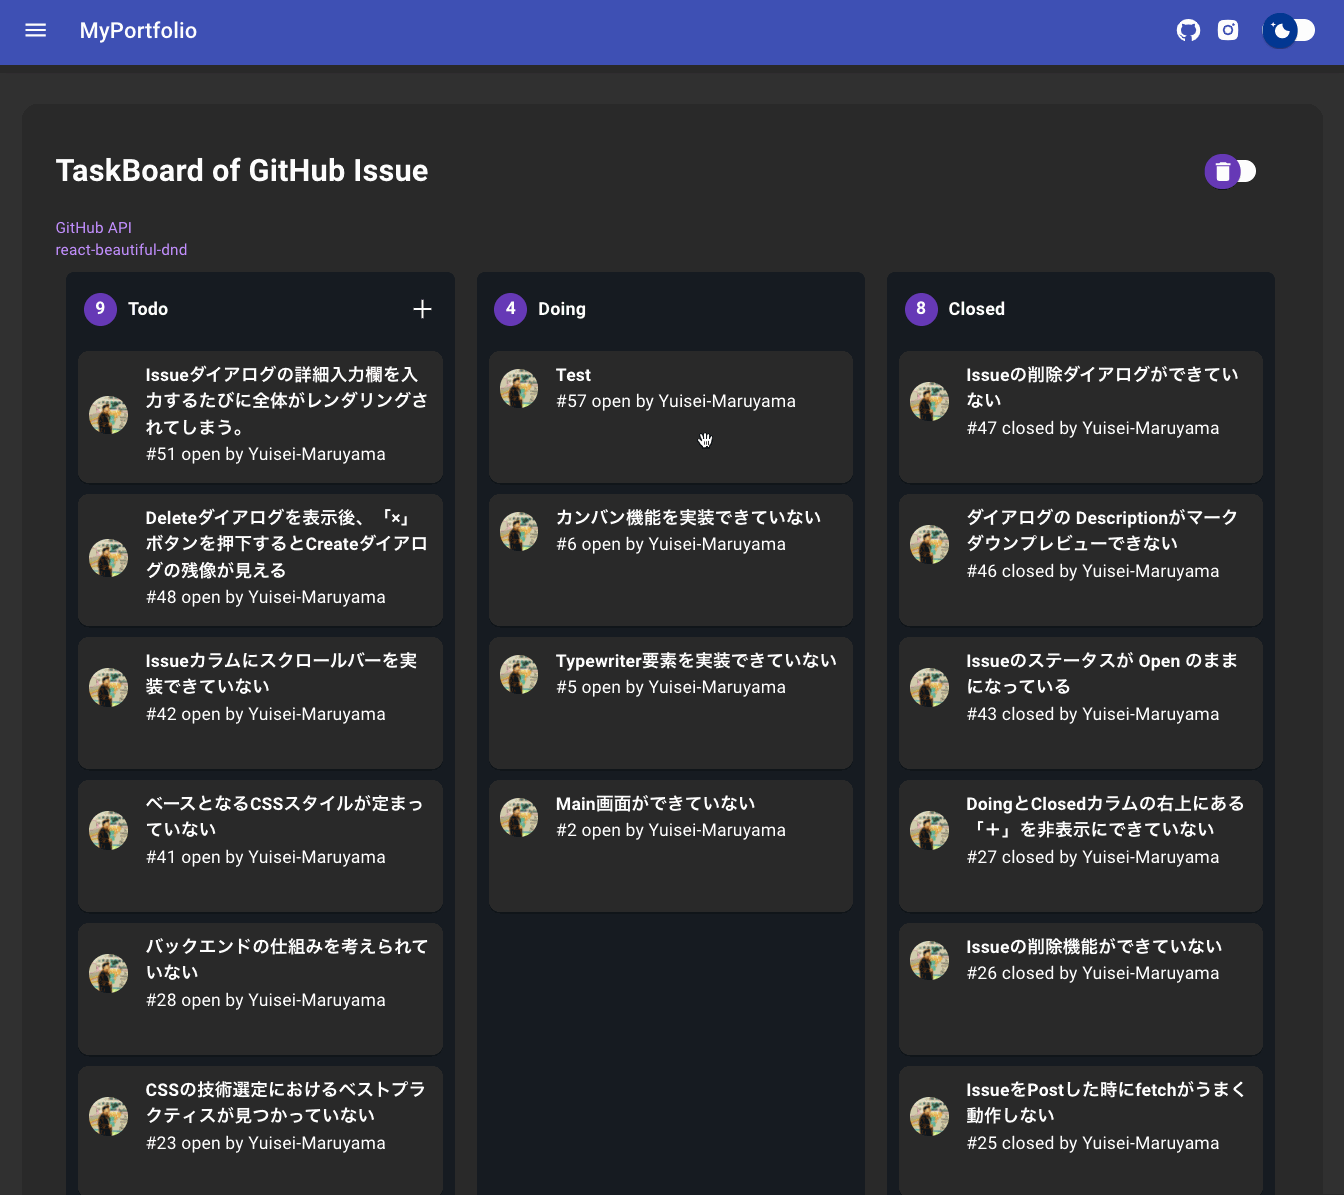 MyPortfolio
TaskBoard of GitHub Issue
GitHub API
react-beautiful-dnd
9 Todo
Issueダイアログの詳細入力欄を入
力するたびに全体がレンダリングさ
れてしまう。
#51 open by Yuisei-Maruyama
Deleteダイアログを表示後、「×」
ボタンを押下するとCreateダイアロ
グの残像が見える
#48 open by Yuisei-Maruyama
Issueカラムにスクロールバーを実
装できていない
#42 open by Yuisei-Maruyama
ベースとなるCSSスタイルが定まっ
ていない
#41 open by Yuisei-Maruyama
バックエンドの仕組みを考えられて
いない
#28 open by Yuisei-Maruyama
CSSの技術選定におけるベストプラ
クティスが見つかっていない
#23 open by Yuisei-Maruyama
4 Doing
Test
#57 open by Yuisei-Maruyama
カンバン機能を実装できていない
#6 open by Yuisei-Maruyama
Typewriter要素を実装できていない
#5 open by Yuisei-Maruyama
Main画面ができていない
#2 open by Yuisei-Maruyama
8 Closed
Issueの削除ダイアログができてい
ない
#47 closed by Yuisei-Maruyama
ダイアログの Descriptionがマーク
ダウンプレビューできない
#46 closed by Yuisei-Maruyama
Issueのステータスが Open のまま
になっている
#43 closed by Yuisei-Maruyama
DoingとClosedカラムの右上にある
「＋」を非表示にできていない
#27 closed by Yuisei-Maruyama
Issueの削除機能ができていない
#26 closed by Yuisei-Maruyama
IssueをPostした時にfetchがうまく
動作しない
#25 closed by Yuisei-Maruyama